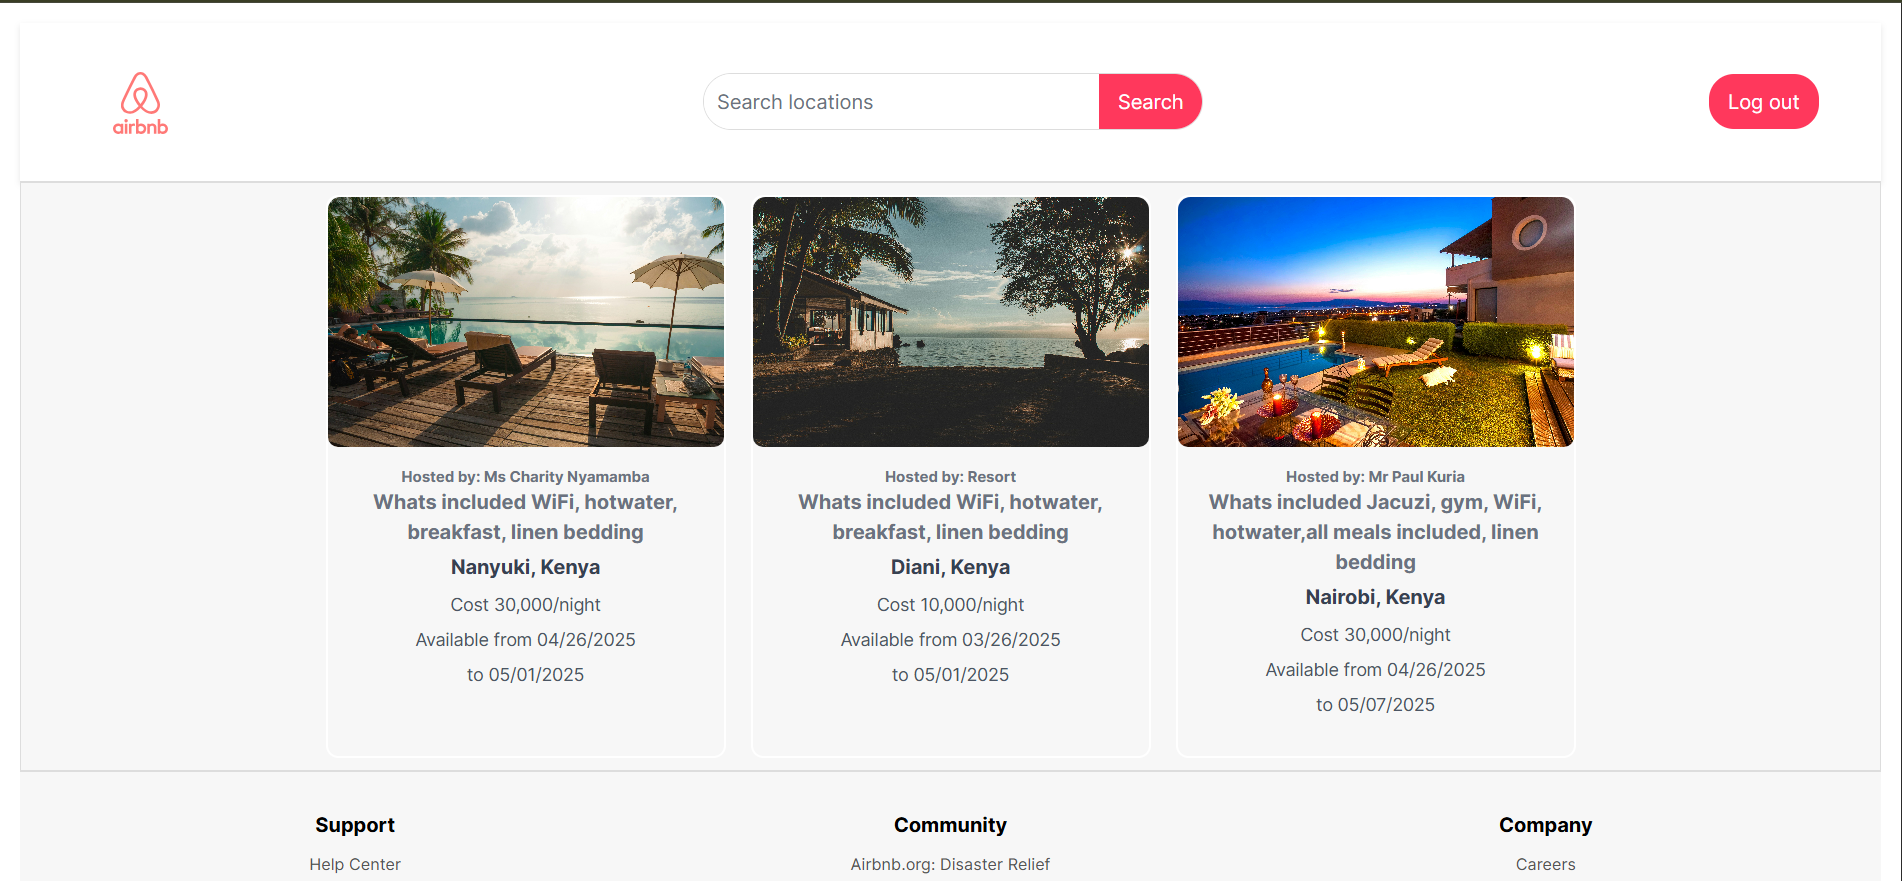 airbnb
Search locations
Search
Log out
Hosted by: Ms Charity Nyamamba
Whats included WiFi, hotwater,
breakfast, linen bedding
Nanyuki, Kenya
Cost 30,000/night
Available from 04/26/2025
to 05/01/2025
Hosted by: Resort
Whats included WiFi, hotwater,
breakfast, linen bedding
Diani, Kenya
Cost 10,000/night
Available from 03/26/2025
to 05/01/2025
Hosted by: Mr Paul Kuria
Whats included Jacuzi, gym, WiFi,
hotwater,all meals included, linen
bedding
Nairobi, Kenya
Cost 30,000/night
Available from 04/26/2025
to 05/07/2025
Support
Help Center
Community
Airbnb.org: Disaster Relief
Company
Careers